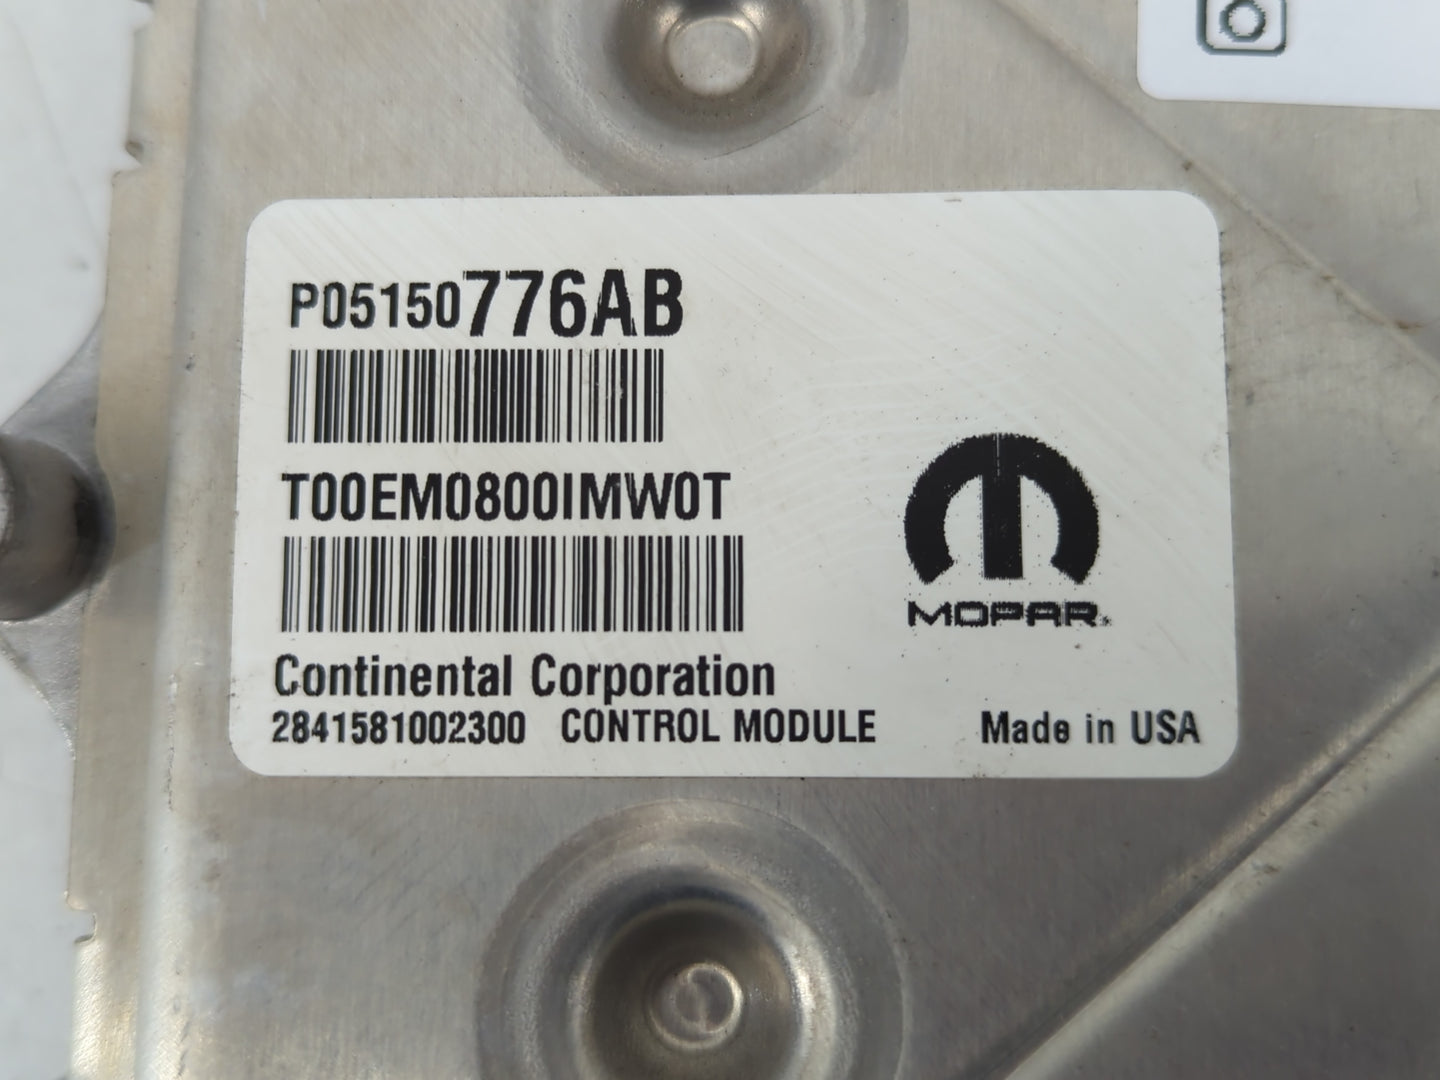 P05150776AB
T00EM0800IMW0T
MOPAR
Continental Corporation
2841581002300 CONTROL MODULE Made in USA